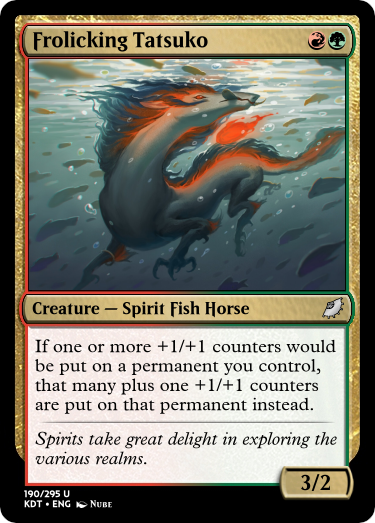 Frolicking Tatsuko
Creature — Spirit Fish Horse
If one or more +1/+1 counters would
be put on a permanent you control,
that many plus one +1/+1 counters
are put on that permanent instead.
Spirits take great delight in exploring the
various realms.
3/2
190/295 U
KDT • ENG Nube